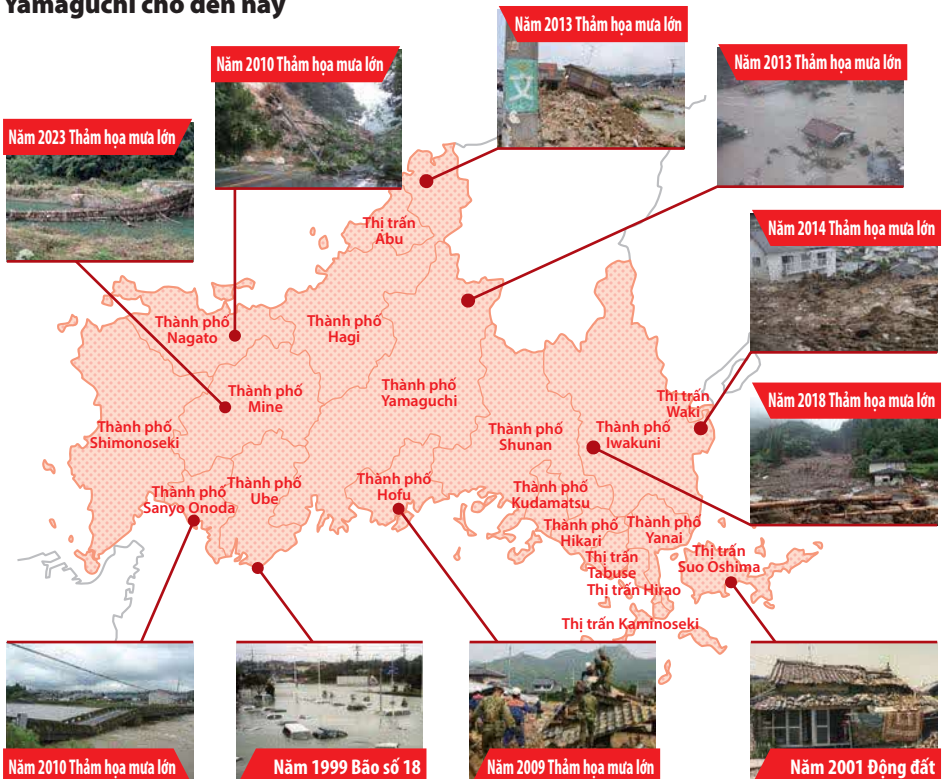 Yamaguchi cho đến nay
Năm 2013 Thảm họa mưa lớn
Năm 2010 Thảm họa mưa lớn
Năm 2013 Thảm họa mưa lớn
Năm 2023 Thảm họa mưa lớn
文
Năm 2014 Thảm họa mưa lớn
Thị trấn
Abu
Thành phố
Nagato
Thành phố
Hagi
Thành phố
Mine
Thành phố
Yamaguchi
Thị trấn
Waki
Năm 2018 Thảm họa mưa lớn
Thành phố
Shimonoseki
Thành phố
Shunan
Thành phố
Iwakuni
Thành phố
Sanyo Onoda
Thành phố
Ube
Thành phố
Hofu
Thành phố
Kudamatsu
Thành phố
Hikari
Thành phố
Yanai
Thị trấn
Suo Oshima
Thị trấn
Tabuse
Thị trấn Hirao
Thị trấn Kaminoseki
Năm 2010 Thảm họa mưa lớn
Năm 1999 Bão số 18
Năm 2009 Thảm họa mưa lớn
Năm 2001 Động đất